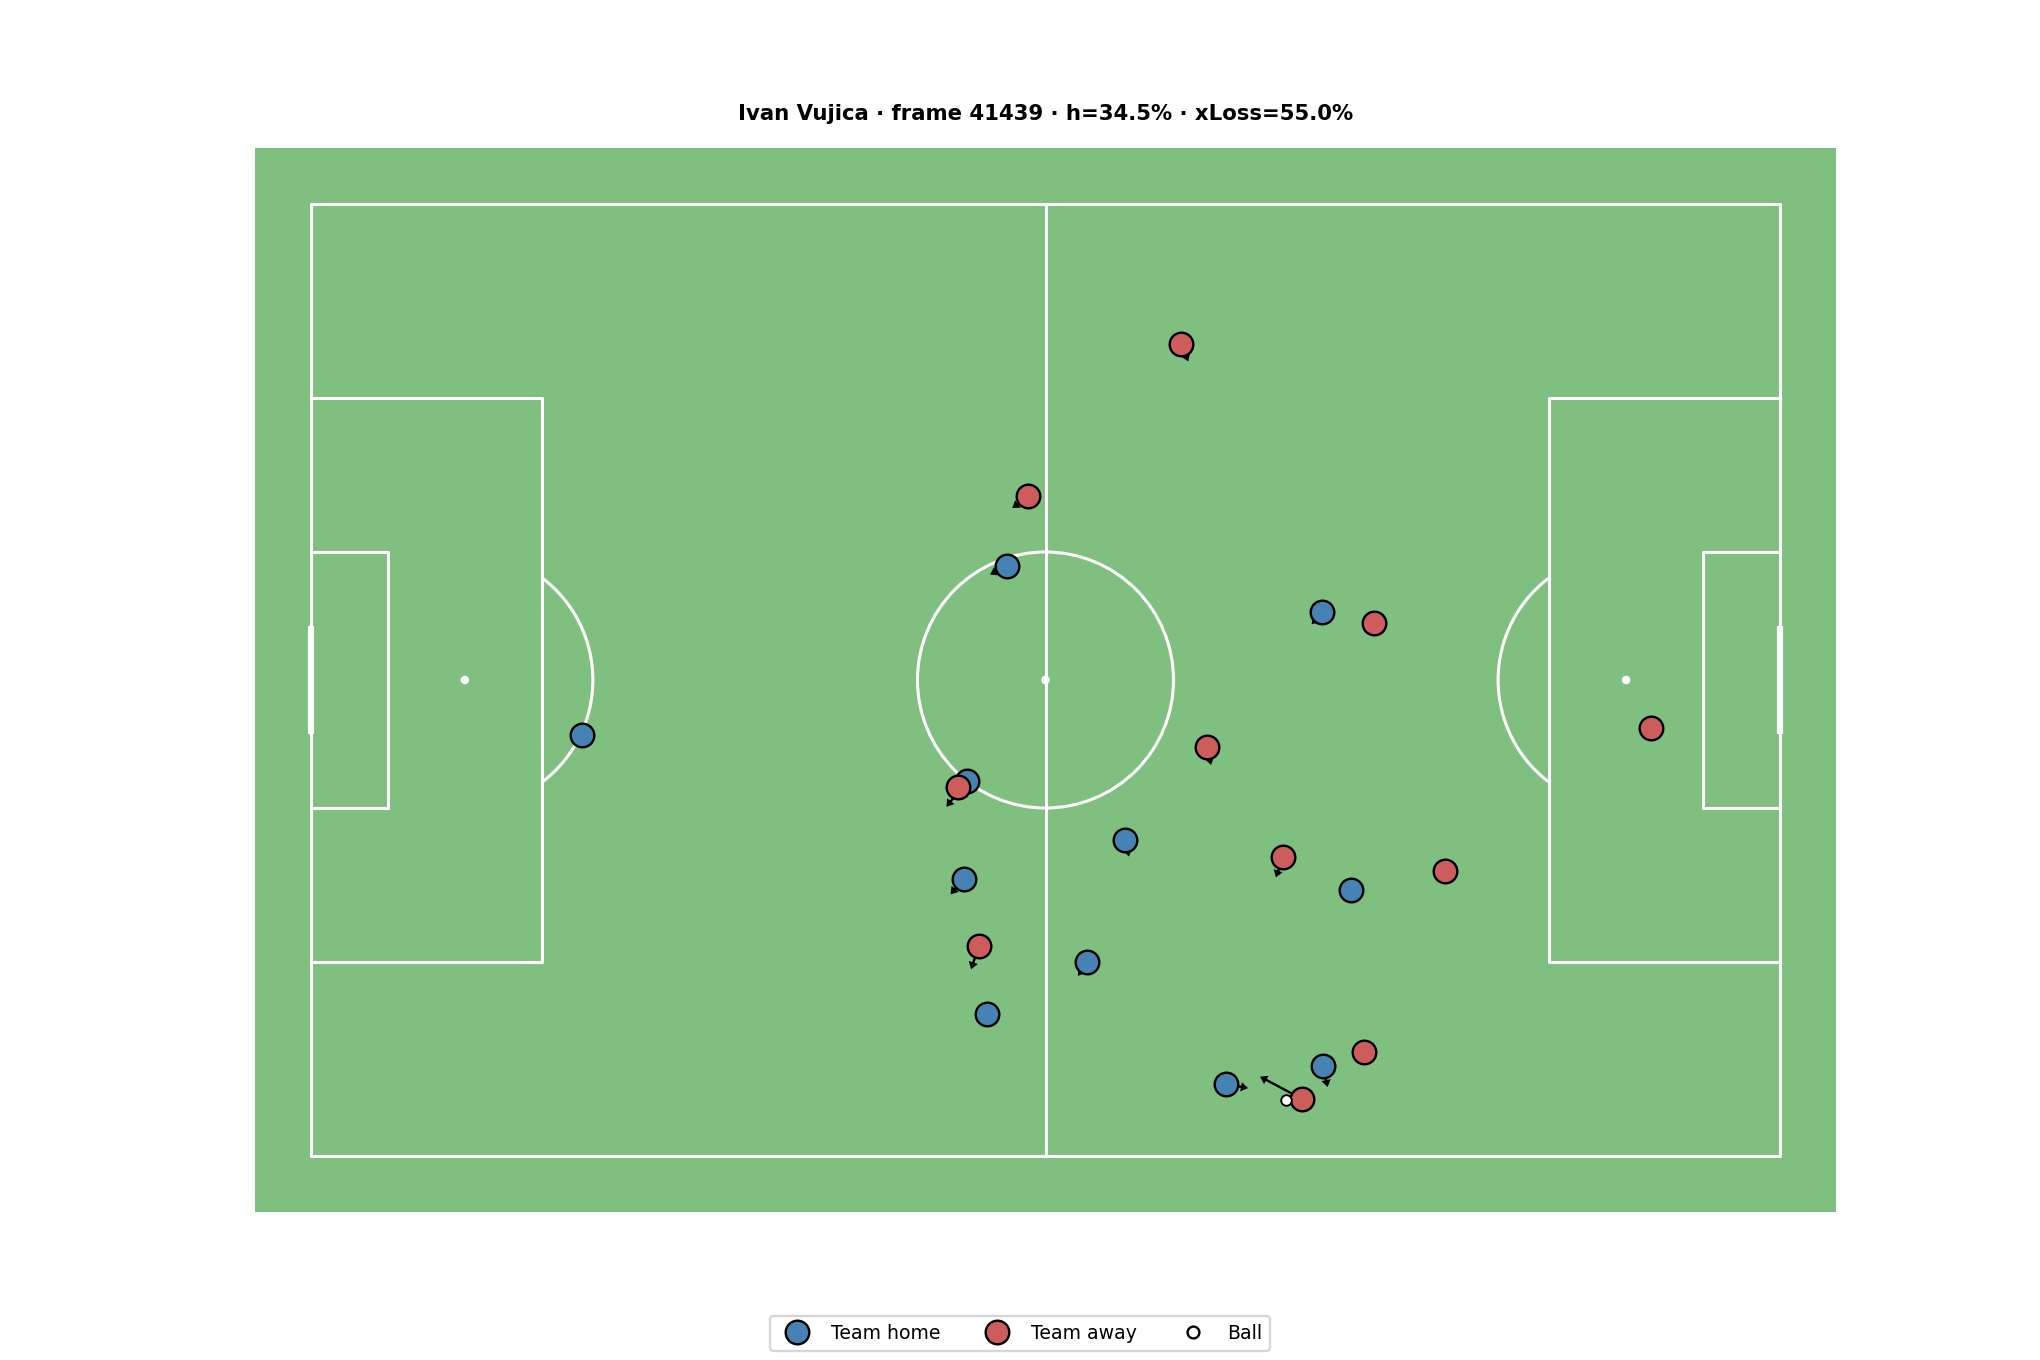 Ivan Vujica · frame 41439 · h=34.5% · xLoss=55.0%
Team home
Team away
Ball